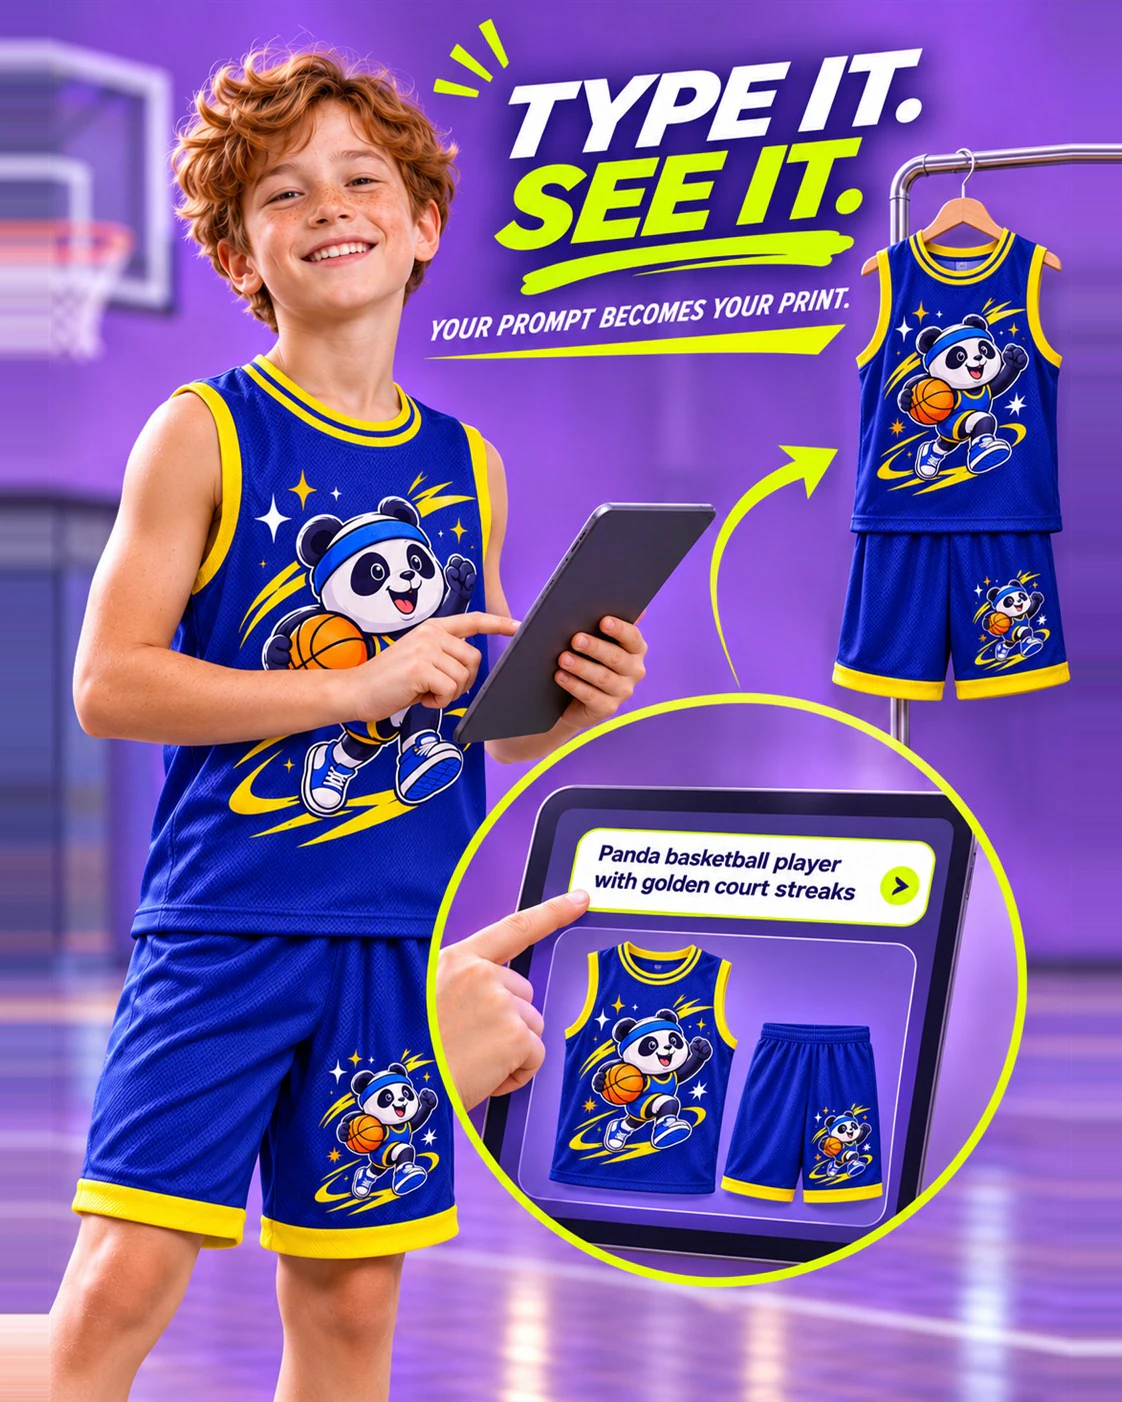 TYPE IT.
SEE IT.
YOUR PROMPT BECOMES YOUR PRINT.
Panda basketball player
with golden court streaks